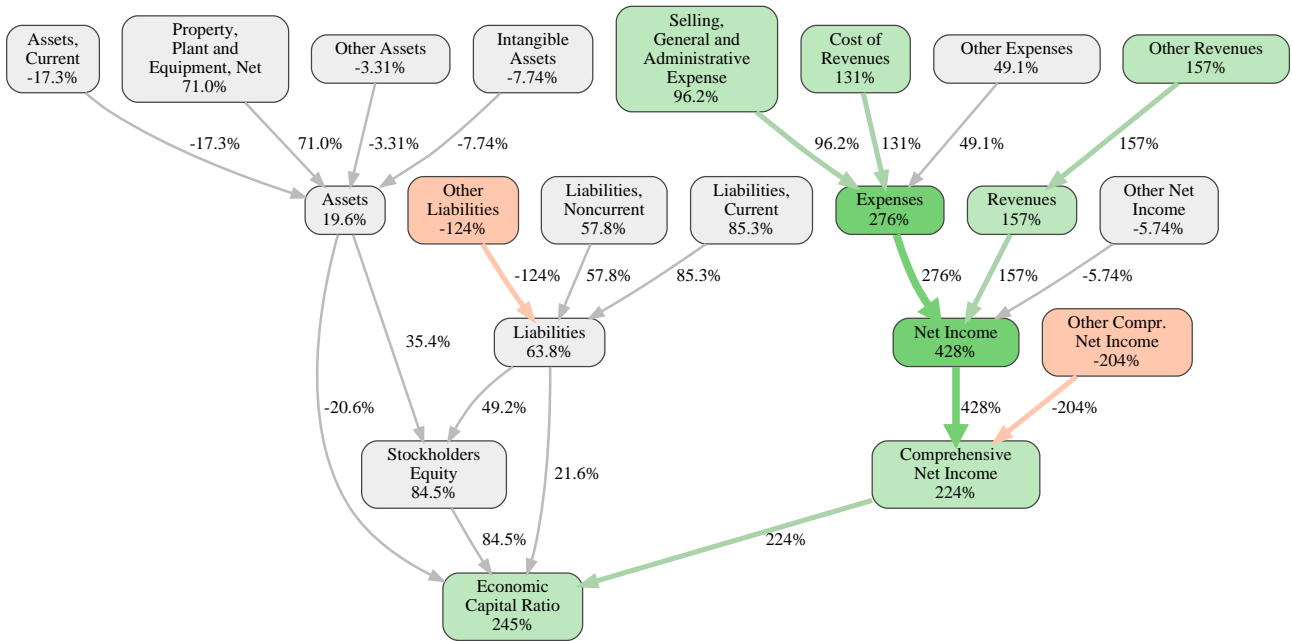 Assets,
Current
-17.3%
Property,
Plant and
Equipment, Net
71.0%
Other Assets
-3.31%
Intangible
Assets
-7.74%
Selling,
General and
Administrative
Expense
96.2%
Cost of
Revenues
131%
Other Expenses
49.1%
Other Revenues
157%
-17.3%
71.0%
-3.31%
-7.74%
96.2%
131%
49.1%
157%
Assets
19.6%
Other
Liabilities
-124%
Liabilities,
Noncurrent
57.8%
Liabilities,
Current
85.3%
Expenses
276%
Revenues
157%
Other Net
Income
-5.74%
-124%
57.8%
85.3%
276%
157%
-5.74%
Liabilities
63.8%
Net Income
428%
Other Compr.
Net Income
-204%
35.4%
-20.6%
49.2%
428%
-204%
Stockholders
Equity
84.5%
21.6%
Comprehensive
Net Income
224%
84.5%
224%
Economic
Capital Ratio
245%